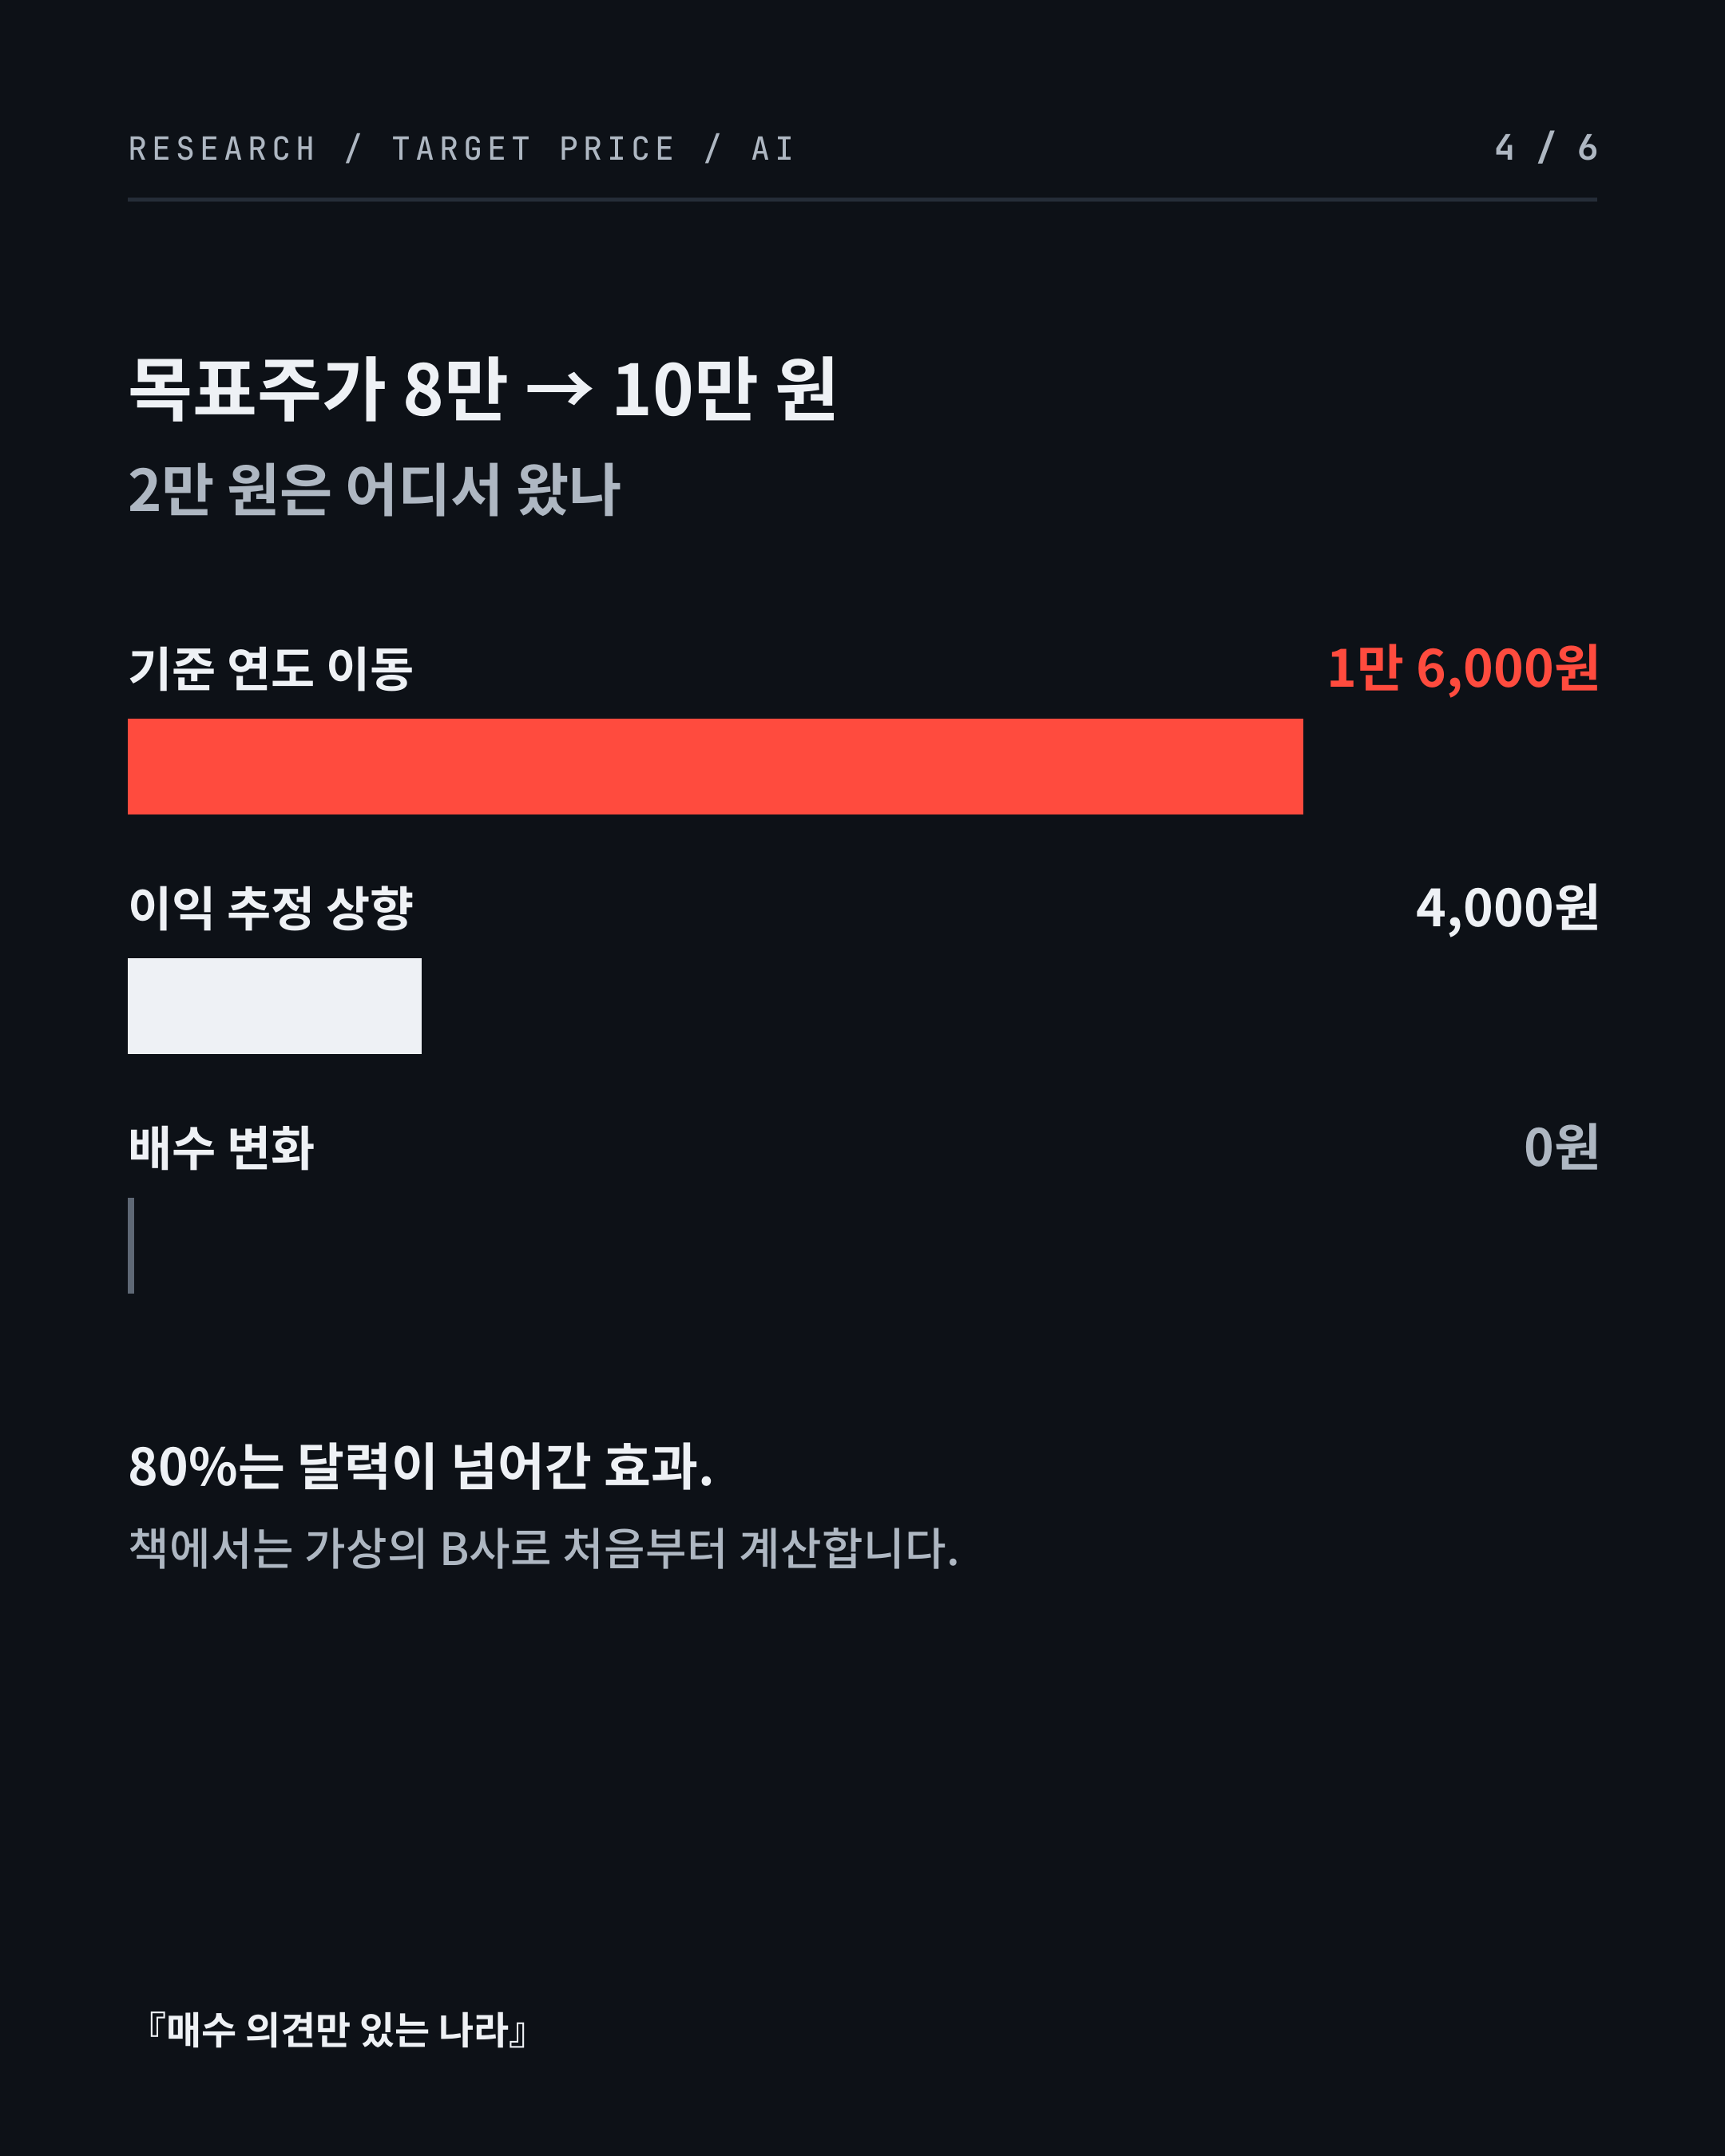 RESEARCH / TARGET PRICE / AI
4 / 6
목표주가 8만 → 10만 원
2만 원은 어디서 왔나
기준 연도 이동
1만 6,000원
이익 추정 상향
4,000원
배수 변화
0원
80%는 달력이 넘어간 효과.
책에서는 가상의 B사로 처음부터 계산합니다.
『매수 의견만 있는 나라』